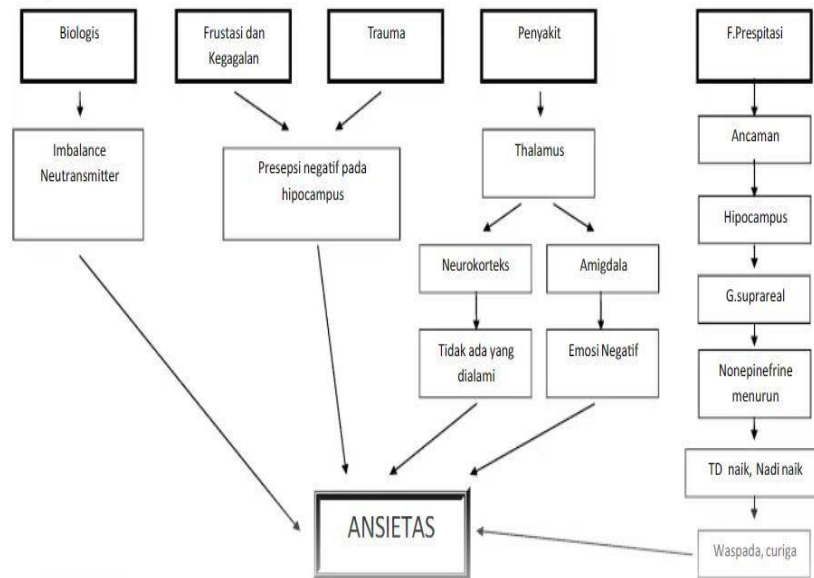 Biologis
Frustasi dan
Kegagalan
Trauma
Penyakit
F.Prespitasi
Imbalance
Neutransmitter
Presepsi negatif pada
hipocampus
Thalamus
Ancaman
Hipocampus
Neurokorteks
Amigdala
G.suprareal
Tidak ada yang
dialami
Emosi Negatif
Nonepinefrine
menurun
TD naik, Nadi naik
ANSIETAS
Waspada, curiga